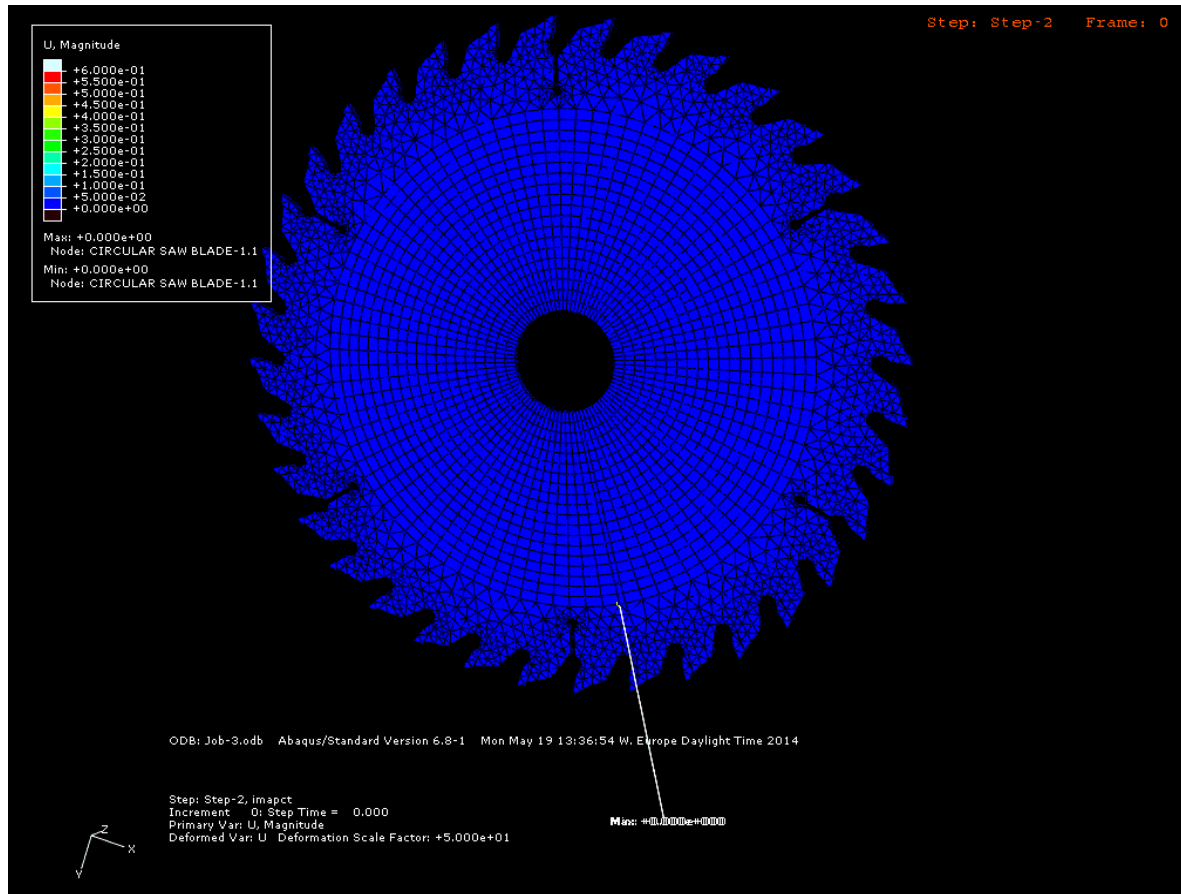 Step: Step-2 Frame: 0
U, Magnitude
+6.000e-01
+5.500e-01
+5.000e-01
+4.500e-01
+4.000e-01
+3.500e-01
+3.000e-01
+2.500e-01
+2.000e-01
+1.500e-01
+1.000e-01
+5.000e-02
+0.000e+00
Max: +0.000e+00
Node: CIRCULAR SAW BLADE-1.1
Min: +0.000e+00
Node: CIRCULAR SAW BLADE-1.1
ODB: Job-3.odb Abaqus/Standard Version 6.8-1 Mon May 19 13:36:54 W. Europe Daylight Time 2014
Step: Step-2, imapct
Increment 0: Step Time = 0.000
Primary Var: U, Magnitude
Deformed Var: U Deformation Scale Factor: +5.000e+01
Max: +0.000e+000
Z
X
Y